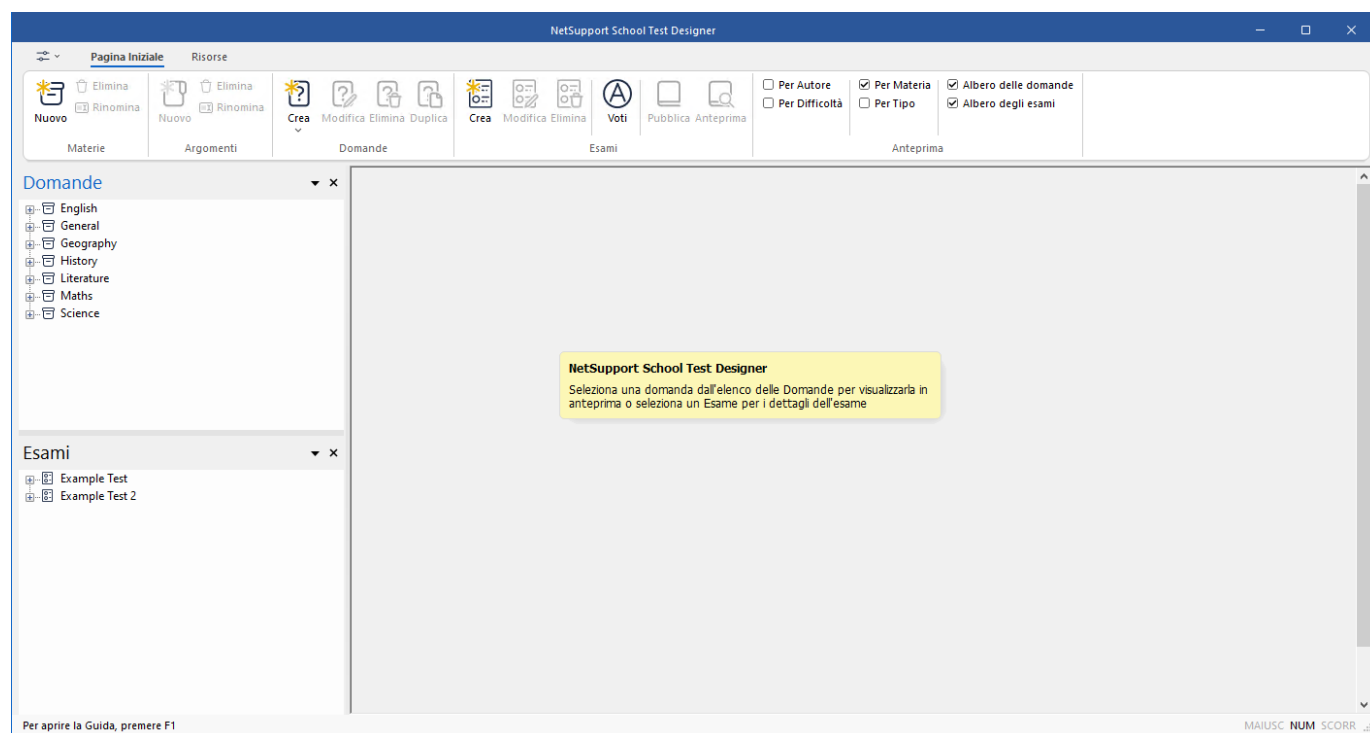 NetSupport School Test Designer
Pagina Iniziale Risorse
Nuovo
Elimina
Rinomina
Materie
Nuovo
Elimina
Rinomina
Argomenti
Crea Modifica Elimina Duplica
Domande
Crea Modifica Elimina Voti Pubblica Anteprima
Esami
Per Autore
Per Difficoltà
Per Materia
Per Tipo
Albero delle domande
Albero degli esami
Anteprima
Domande
English
General
Geography
History
Literature
Maths
Science
NetSupport School Test Designer
Seleziona una domanda dall'elenco delle Domande per visualizzarla in
anteprima o seleziona un Esame per i dettagli dell'esame
Esami
Example Test
Example Test 2
Per aprire la Guida, premere F1
MAIUSC NUM SCORR